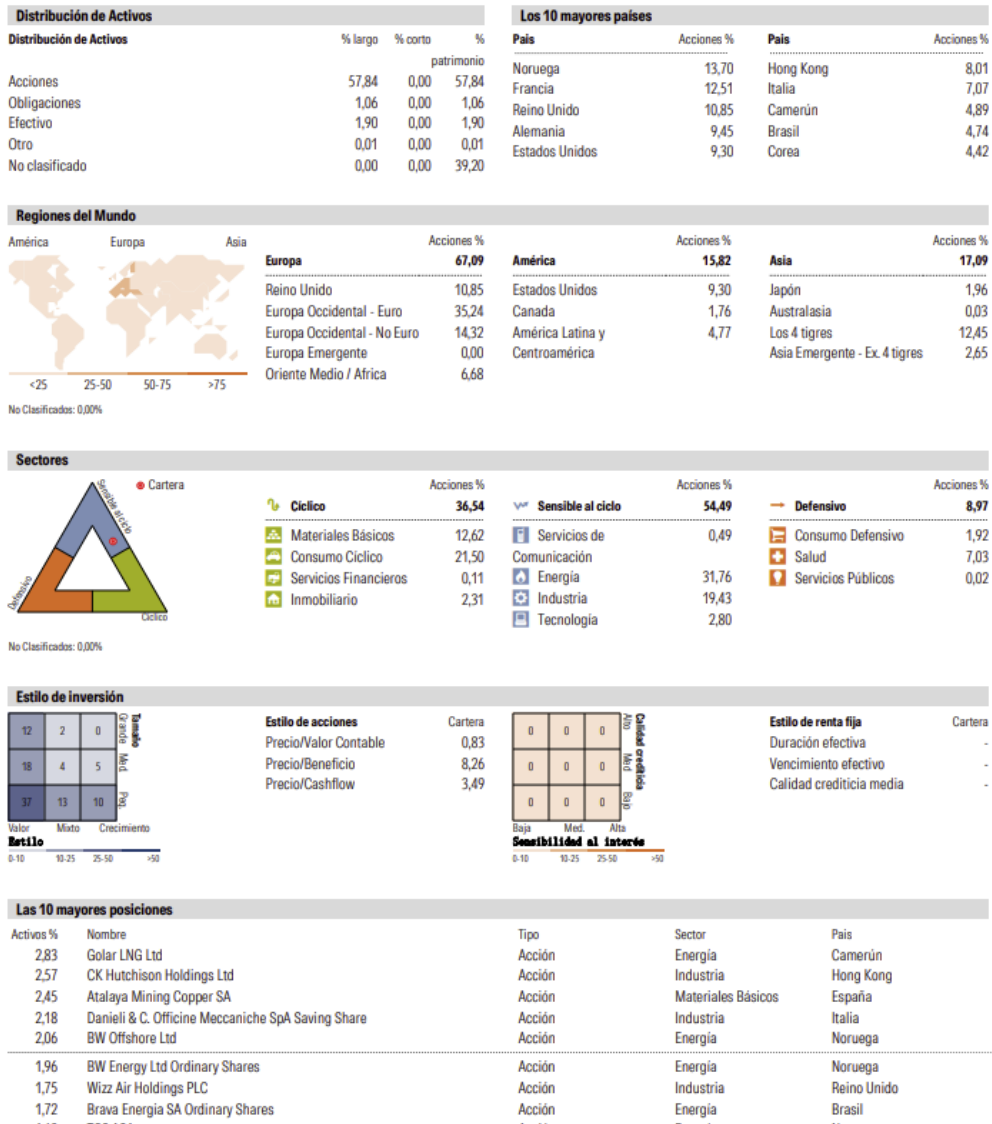 Distribución de Activos
Distribución de Activos % largo % corto %
patrimonio
Acciones 57,84 0,00 57,84
Obligaciones 1,06 0,00 1,06
Efectivo 1,90 0,00 1,90
Otro 0,01 0,00 0,01
No clasificado 0,00 0,00 39,20
Los 10 mayores países
Pais Acciones % Pais Acciones %
Noruega 13,70 Hong Kong 8,01
Francia 12,51 Italia 7,07
Reino Unido 10,85 Camerún 4,89
Alemania 9,45 Brasil 4,74
Estados Unidos 9,30 Corea 4,42
Regiones del Mundo
América Europa Asia
<25 25-50 50-75 >75
No Clasificados: 0,00%
Acciones %
Europa 67,09
Reino Unido 10,85
Europa Occidental - Euro 35,24
Europa Occidental - No Euro 14,32
Europa Emergente 0,00
Oriente Medio / Africa 6,68
Acciones %
América 15,82
Estados Unidos 9,30
Canada 1,76
América Latina y 4,77
Centroamérica
Acciones %
Asia 17,09
Japón 1,96
Australasia 0,03
Los 4 tigres 12,45
Asia Emergente - Ex. 4 tigres 2,65
Sectores
Cartera
Sensible al ciclo
Defensivo
Cíclico
No Clasificados: 0,00%
Acciones %
Cíclico 36,54
Materiales Básicos 12,62
Consumo Cíclico 21,50
Servicios Financieros 0,11
Inmobiliario 2,31
Acciones %
Sensible al ciclo 54,49
Servicios de 0,49
Comunicación
Energía 31,76
Industria 19,43
Tecnología 2,80
Acciones %
Defensivo 8,97
Consumo Defensivo 1,92
Salud 7,03
Servicios Públicos 0,02
Estilo de inversión
12 2 0
18 4 5
37 13 10
Tamaño
Grande
Med
Peq.
Valor Mixto Crecimiento
Estilo
0-10 10-25 25-50 >50
Estilo de acciones Cartera
Precio/Valor Contable 0,83
Precio/Beneficio 8,26
Precio/Cashflow 3,49
0 0 0
0 0 0
0 0 0
Calidad crediticia
Alto
Med
Bajo
Baja Med. Alta
Sensibilidad al interés
0-10 10-25 25-50 >50
Estilo de renta fija Cartera
Duración efectiva -
Vencimiento efectivo -
Calidad crediticia media -
Las 10 mayores posiciones
Activos % Nombre Tipo Sector Pais
2,83 Golar LNG Ltd Acción Energía Camerún
2,57 CK Hutchison Holdings Ltd Acción Industria Hong Kong
2,45 Atalaya Mining Copper SA Acción Materiales Básicos España
2,18 Danieli & C. Officine Meccaniche SpA Saving Share Acción Industria Italia
2,06 BW Offshore Ltd Acción Energía Noruega
1,96 BW Energy Ltd Ordinary Shares Acción Energía Noruega
1,75 Wizz Air Holdings PLC Acción Industria Reino Unido
1,72 Brava Energia SA Ordinary Shares Acción Energía Brasil